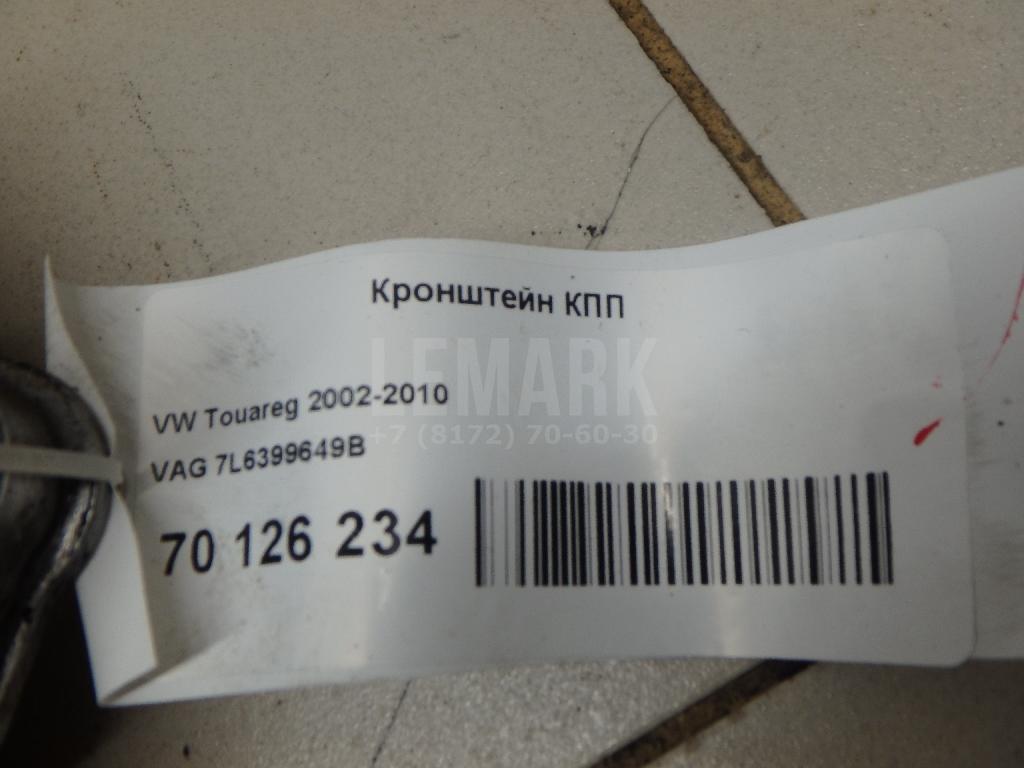 Кронштейн КПП
LEMARK
VW Touareg 2002-2010
+7 (8172) 70-60-30
VAG 7L6399649B
70 126 234